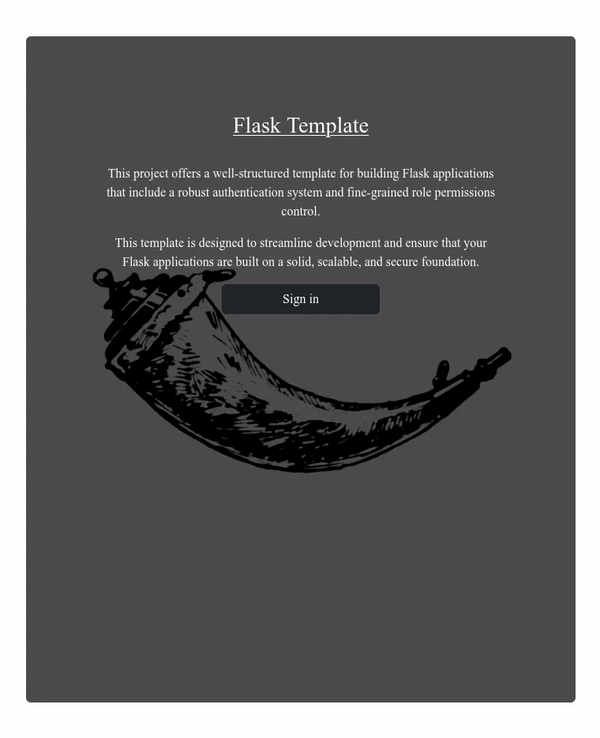 Flask Template
This project offers a well-structured template for building Flask applications
that include a robust authentication system and fine-grained role permissions
control.
This template is designed to streamline development and ensure that your
Flask applications are built on a solid, scalable, and secure foundation.
Sign in